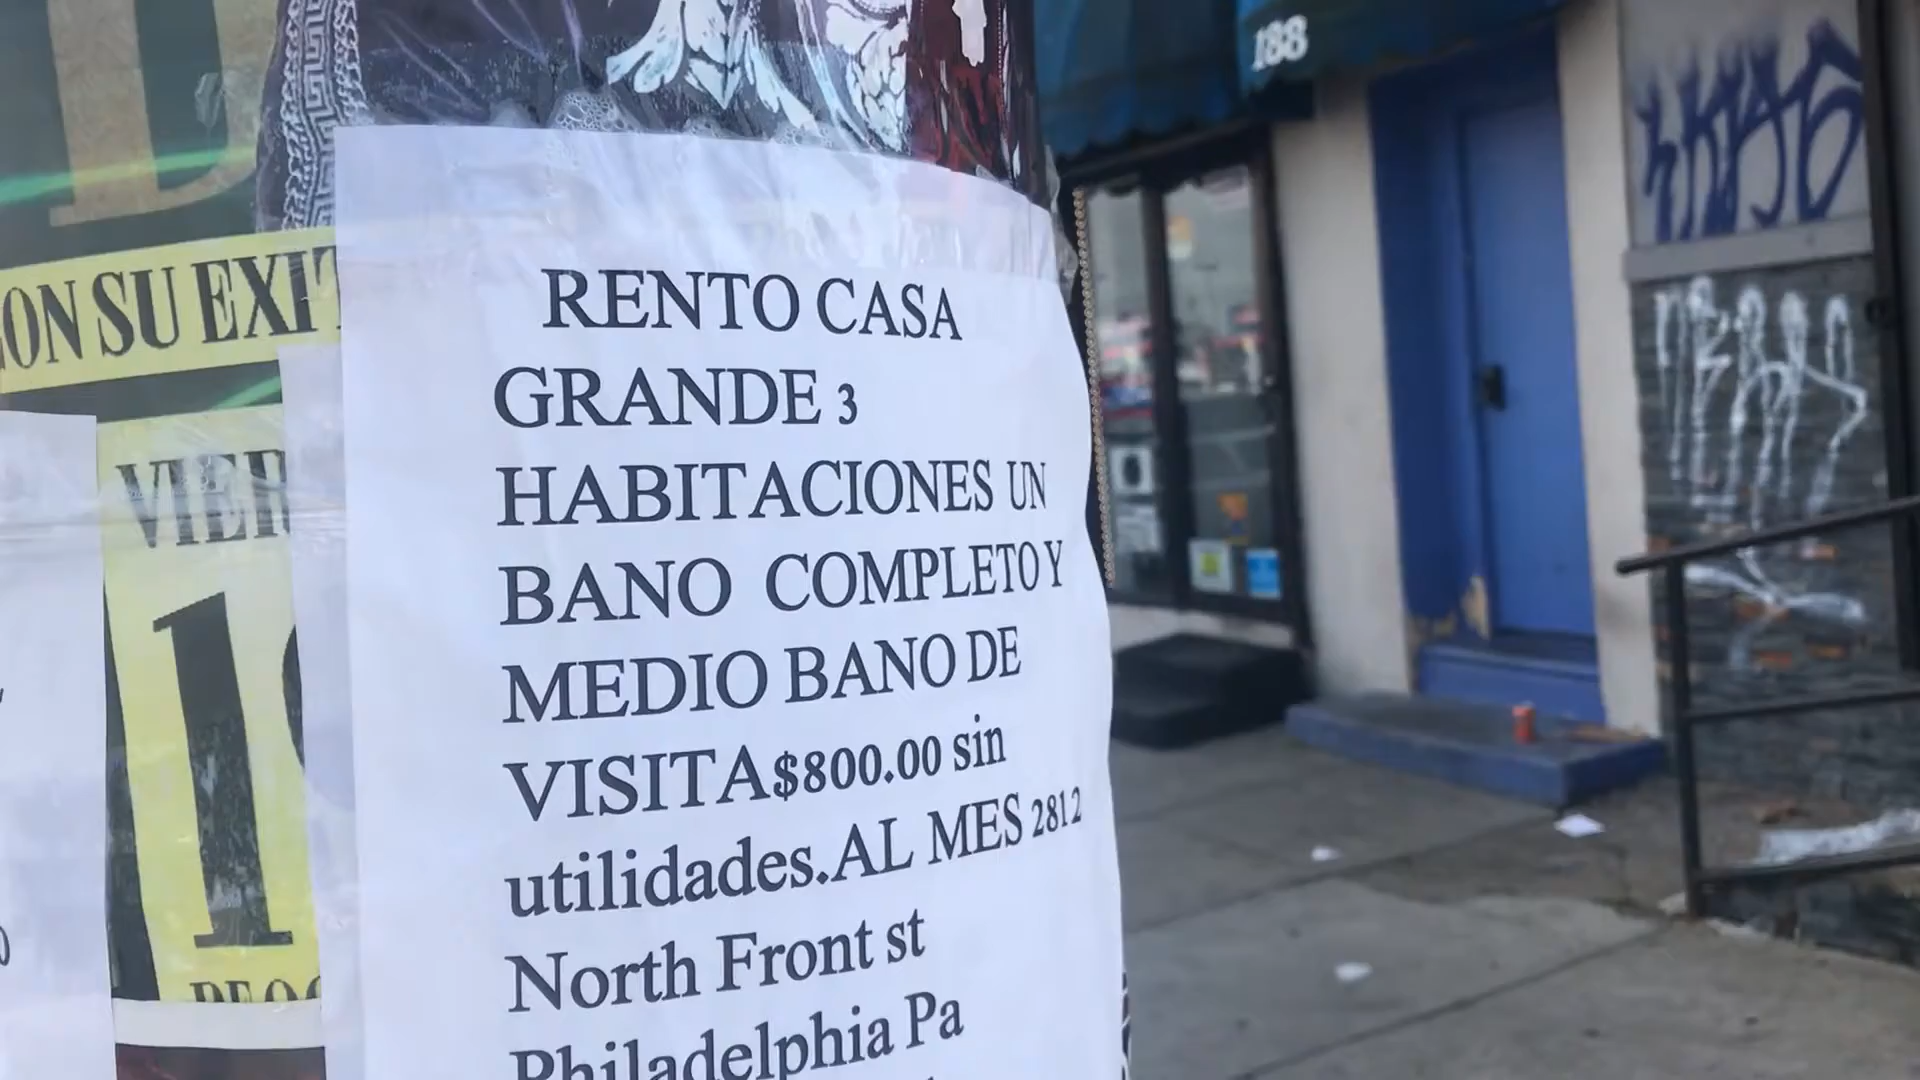 188
ON SU EXIT
VIER
RENTO CASA
GRANDE 3
HABITACIONES UN
BANO COMPLETO Y
MEDIO BANO DE
VISITA $800.00 sin
utilidades.AL MES 2812
North Front st
Philadelphia Pa